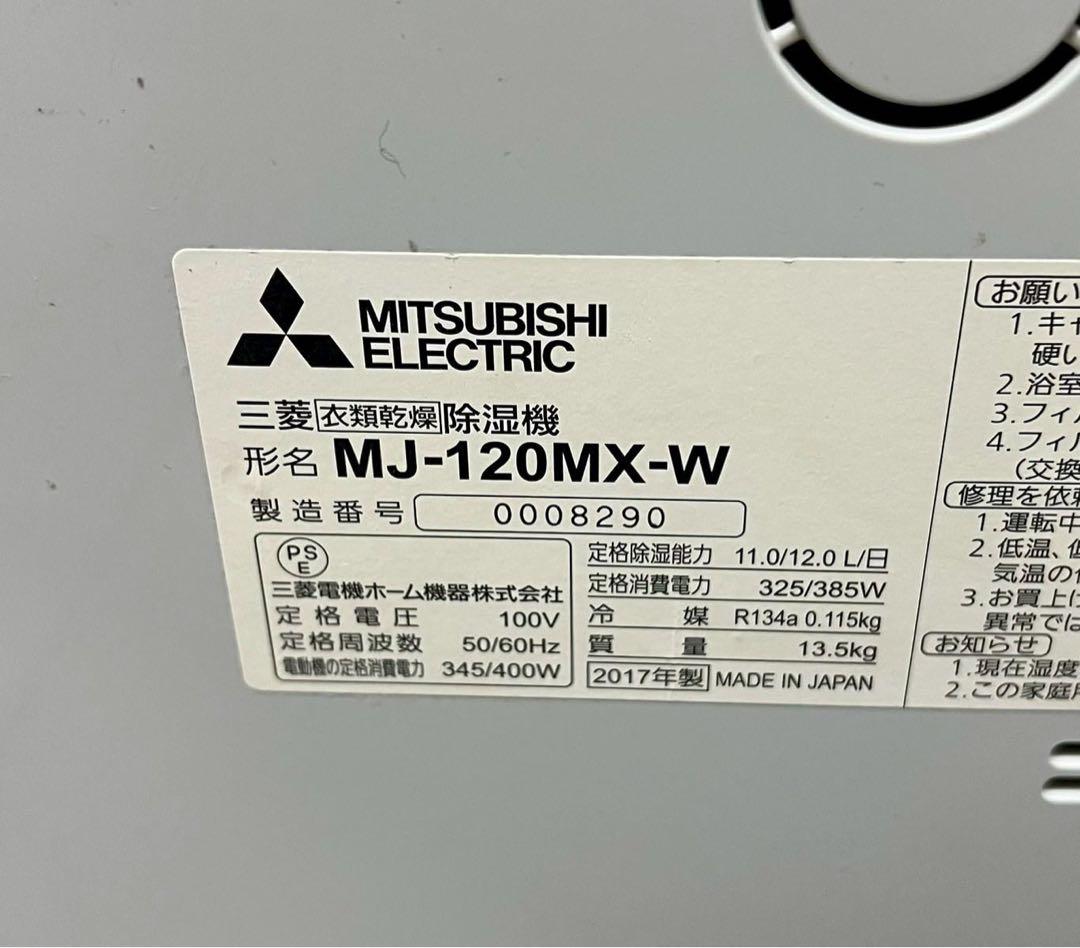 MITSUBISHI
ELECTRIC
三菱 衣類乾燥 除湿機
形名 MJ-120MX-W
製造番号 0008290
PS
E
三菱電機ホーム機器株式会社
定格電圧 100V
定格周波数 50/60Hz
電動機の定格消費電力 345/400W
定格除湿能力 11.0/12.0 L/日
定格消費電力 325/385W
冷媒 R134a 0.115kg
質量 13.5kg
2017年製 MADE IN JAPAN
お願い
1.キャ
硬い
2.浴室
3.フィル
4.フィル
(交換
修理を依頼
1.運転中
2.低温、低
気温の
3.お買上げ
異常では
お知らせ
1.現在湿度
2.この家庭用